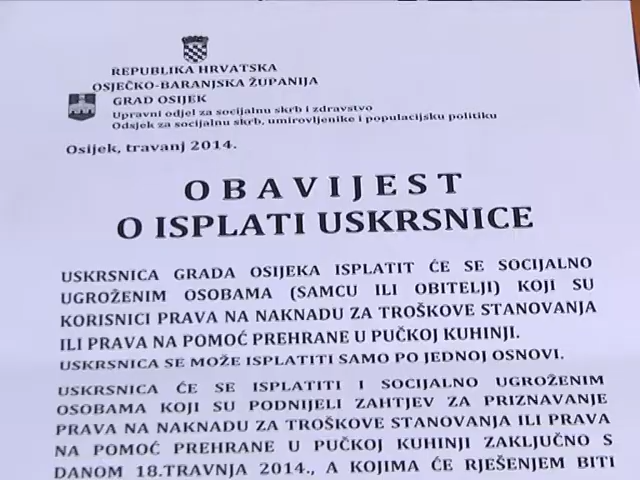 REPUBLIKA HRVATSKA
OSJEČKO-BARANJSKA ŽUPANIJA
GRAD OSIJEK
Upravni odjel za socijalnu skrb i zdravstvo
Odsjek za socijalnu skrb, umirovljenike i populacijsku politiku
Osijek, travanj 2014.
OBAVIJEST
O ISPLATI USKRSNICE
USKRSNICA GRADA OSIJEKA ISPLATIT ĆE SE SOCIJALNO
UGROŽENIM OSOBAMA (SAMCU ILI OBITELJI) KOJI SU
KORISNICI PRAVA NA NAKNADU ZA TROŠKOVE STANOVANJA
ILI PRAVA NA POMOĆ PREHRANE U PUČKOJ KUHINJI.
USKRSNICA SE MOŽE ISPLATITI SAMO PO JEDNOJ OSNOVI.
USKRSNICA ĆE SE ISPLATITI I SOCIJALNO UGROŽENIM
OSOBAMA KOJI SU PODNIJELI ZAHTJEV ZA PRIZNAVANJE
PRAVA NA NAKNADU ZA TROŠKOVE STANOVANJA ILI PRAVA
NA POMOĆ PREHRANE U PUČKOJ KUHINJI ZAKLJUČNO S
DANOM 18.TRAVNJA 2014., A KOJIMA ĆE RJEŠENJEM BITI